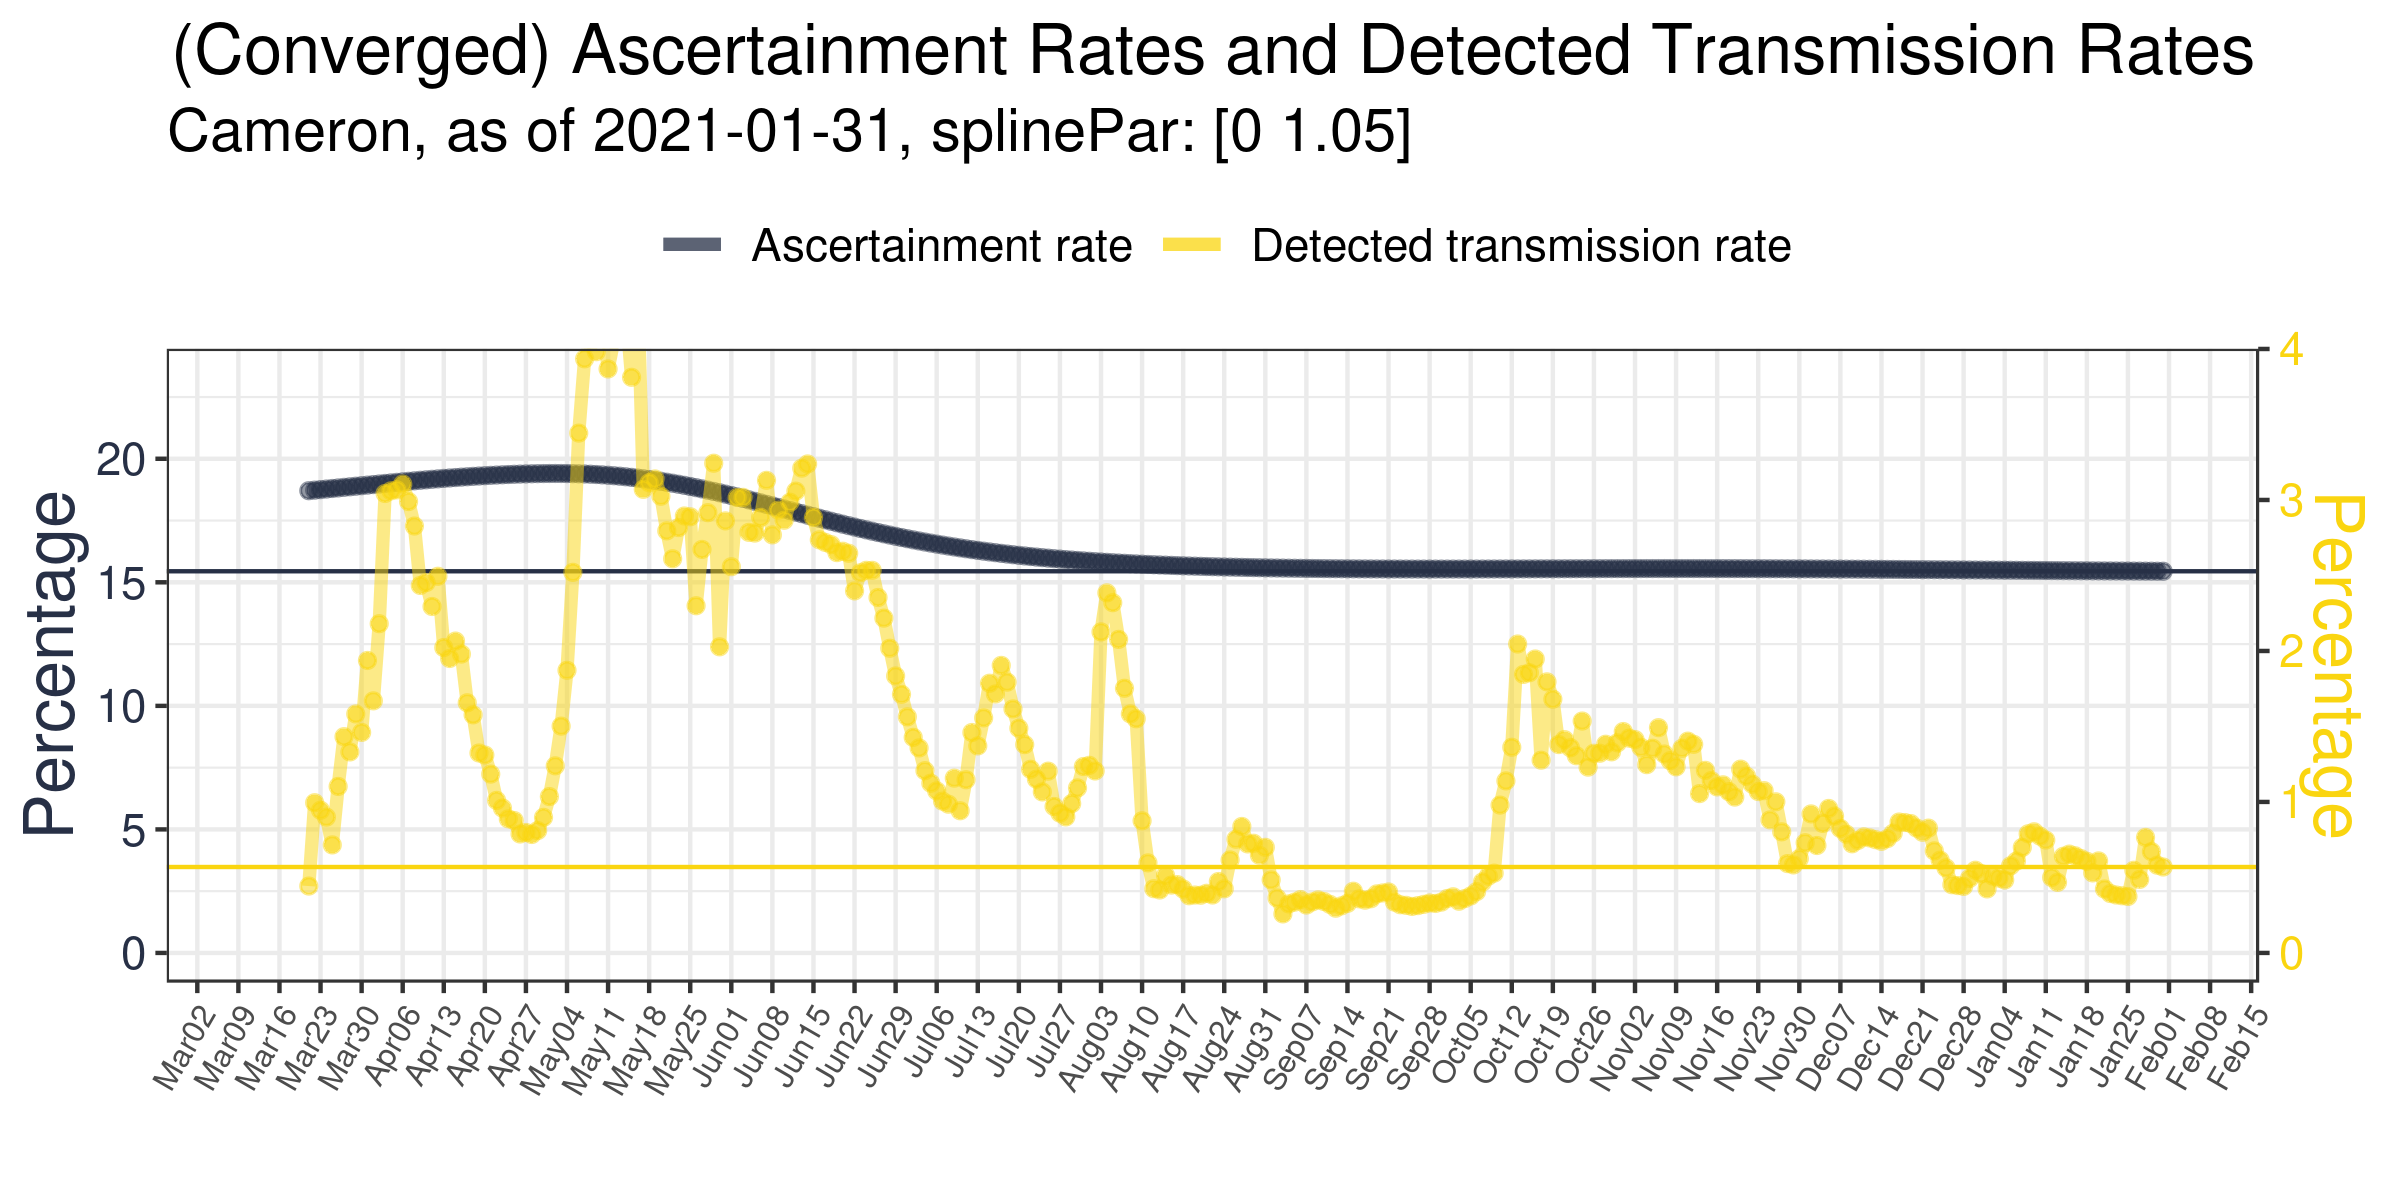 (Converged) Ascertainment Rates and Detected Transmission Rates
Cameron, as of 2021-01-31, splinePar: [0 1.05]
Ascertainment rate Detected transmission rate
Percentage
20
15
10
5
0
4
3
2
1
0
Percentage
Mar02 Mar09 Mar16 Mar23 Mar30 Apr06 Apr13 Apr20 Apr27 May04 May11 May18 May25 Jun01 Jun08 Jun15 Jun22 Jun29 Jul06 Jul13 Jul20 Jul27 Aug03 Aug10 Aug17 Aug24 Aug31 Sep07 Sep14 Sep21 Sep28 Oct05 Oct12 Oct19 Oct26 Nov02 Nov09 Nov16 Nov23 Nov30 Dec07 Dec14 Dec21 Dec28 Jan04 Jan11 Jan18 Jan25 Feb01 Feb08 Feb15